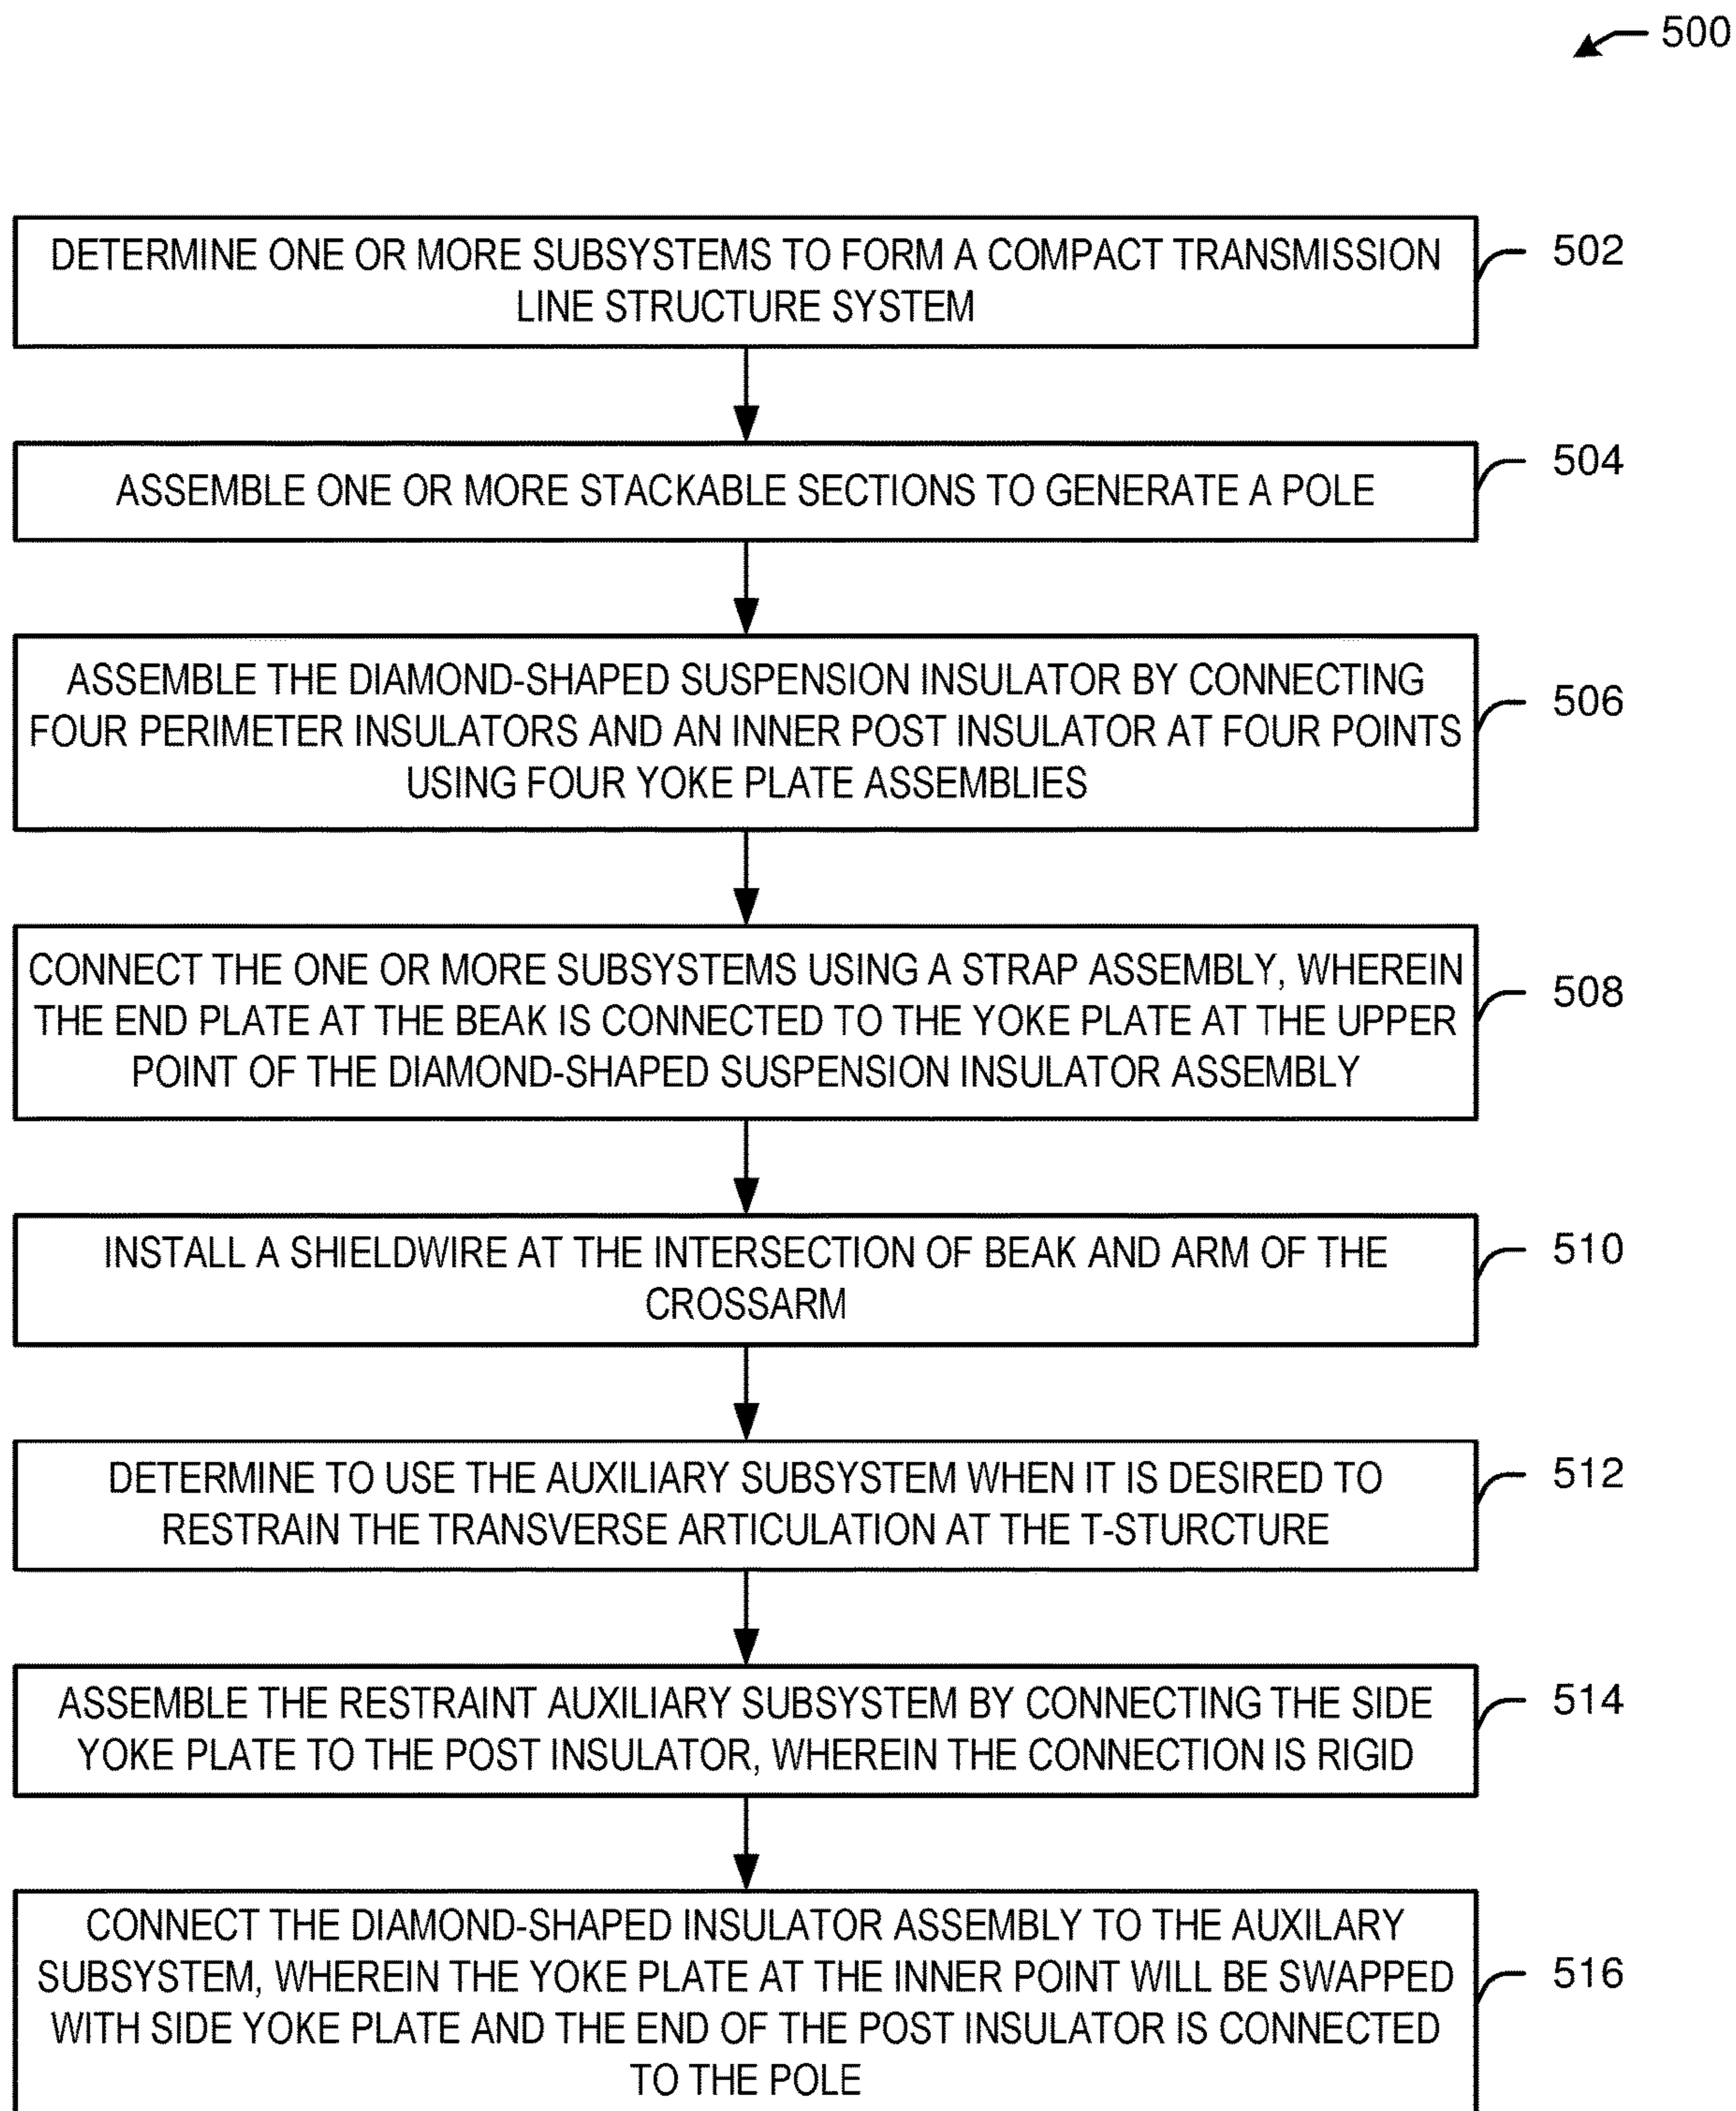 500
DETERMINE ONE OR MORE SUBSYSTEMS TO FORM A COMPACT TRANSMISSION
LINE STRUCTURE SYSTEM
502
ASSEMBLE ONE OR MORE STACKABLE SECTIONS TO GENERATE A POLE
504
ASSEMBLE THE DIAMOND-SHAPED SUSPENSION INSULATOR BY CONNECTING
FOUR PERIMETER INSULATORS AND AN INNER POST INSULATOR AT FOUR POINTS
USING FOUR YOKE PLATE ASSEMBLIES
506
CONNECT THE ONE OR MORE SUBSYSTEMS USING A STRAP ASSEMBLY, WHEREIN
THE END PLATE AT THE BEAK IS CONNECTED TO THE YOKE PLATE AT THE UPPER
POINT OF THE DIAMOND-SHAPED SUSPENSION INSULATOR ASSEMBLY
508
INSTALL A SHIELDWIRE AT THE INTERSECTION OF BEAK AND ARM OF THE
CROSSARM
510
DETERMINE TO USE THE AUXILIARY SUBSYSTEM WHEN IT IS DESIRED TO
RESTRAIN THE TRANSVERSE ARTICULATION AT THE T-STURCTURE
512
ASSEMBLE THE RESTRAINT AUXILIARY SUBSYSTEM BY CONNECTING THE SIDE
YOKE PLATE TO THE POST INSULATOR, WHEREIN THE CONNECTION IS RIGID
514
CONNECT THE DIAMOND-SHAPED INSULATOR ASSEMBLY TO THE AUXILARY
SUBSYSTEM, WHEREIN THE YOKE PLATE AT THE INNER POINT WILL BE SWAPPED
WITH SIDE YOKE PLATE AND THE END OF THE POST INSULATOR IS CONNECTED
TO THE POLE
516